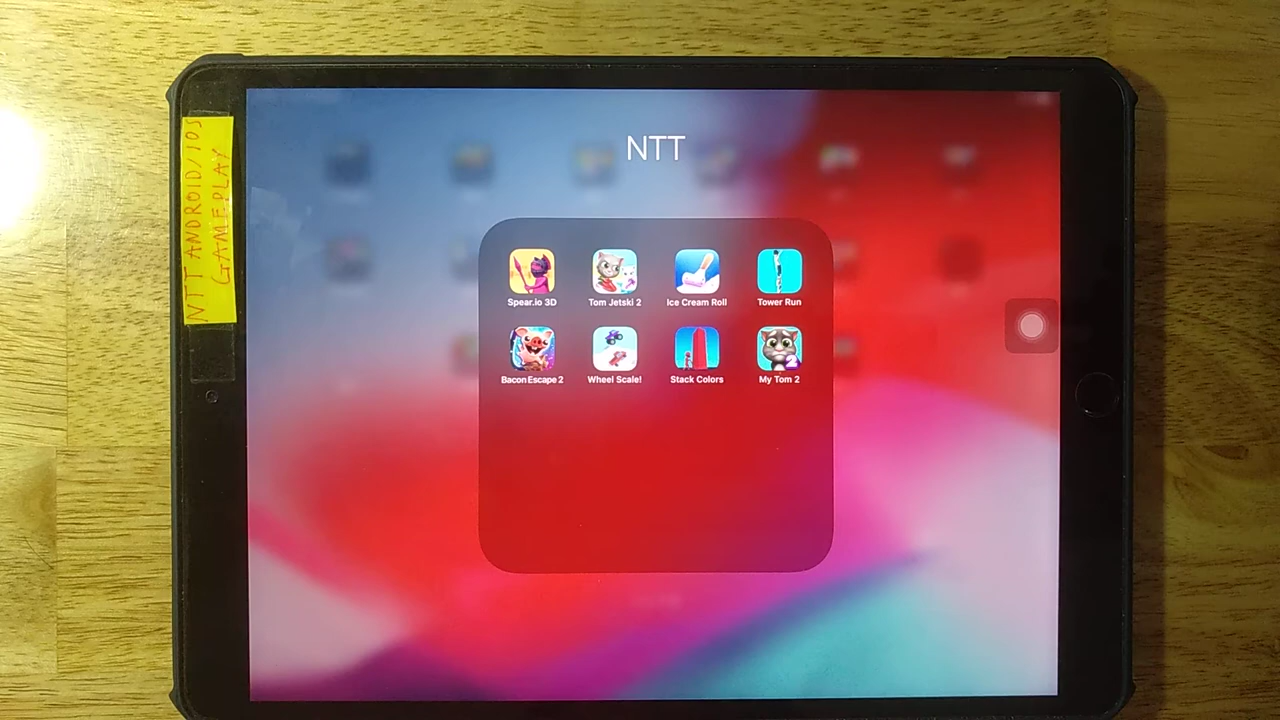 NTT ANDROID/IOS
GAMEPLAY
NTT
Spear.io 3D
Tom Jetski 2
Ice Cream Roll
Tower Run
Bacon Escape 2
Wheel Scale!
Stack Colors
My Tom 2
2